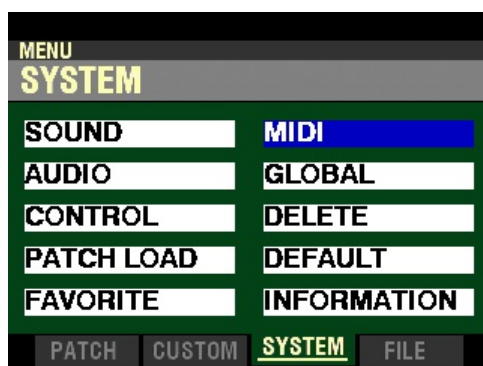 MENU
SYSTEM
SOUND
MIDI
AUDIO
GLOBAL
CONTROL
DELETE
PATCH LOAD
DEFAULT
FAVORITE
INFORMATION
PATCH CUSTOM SYSTEM FILE